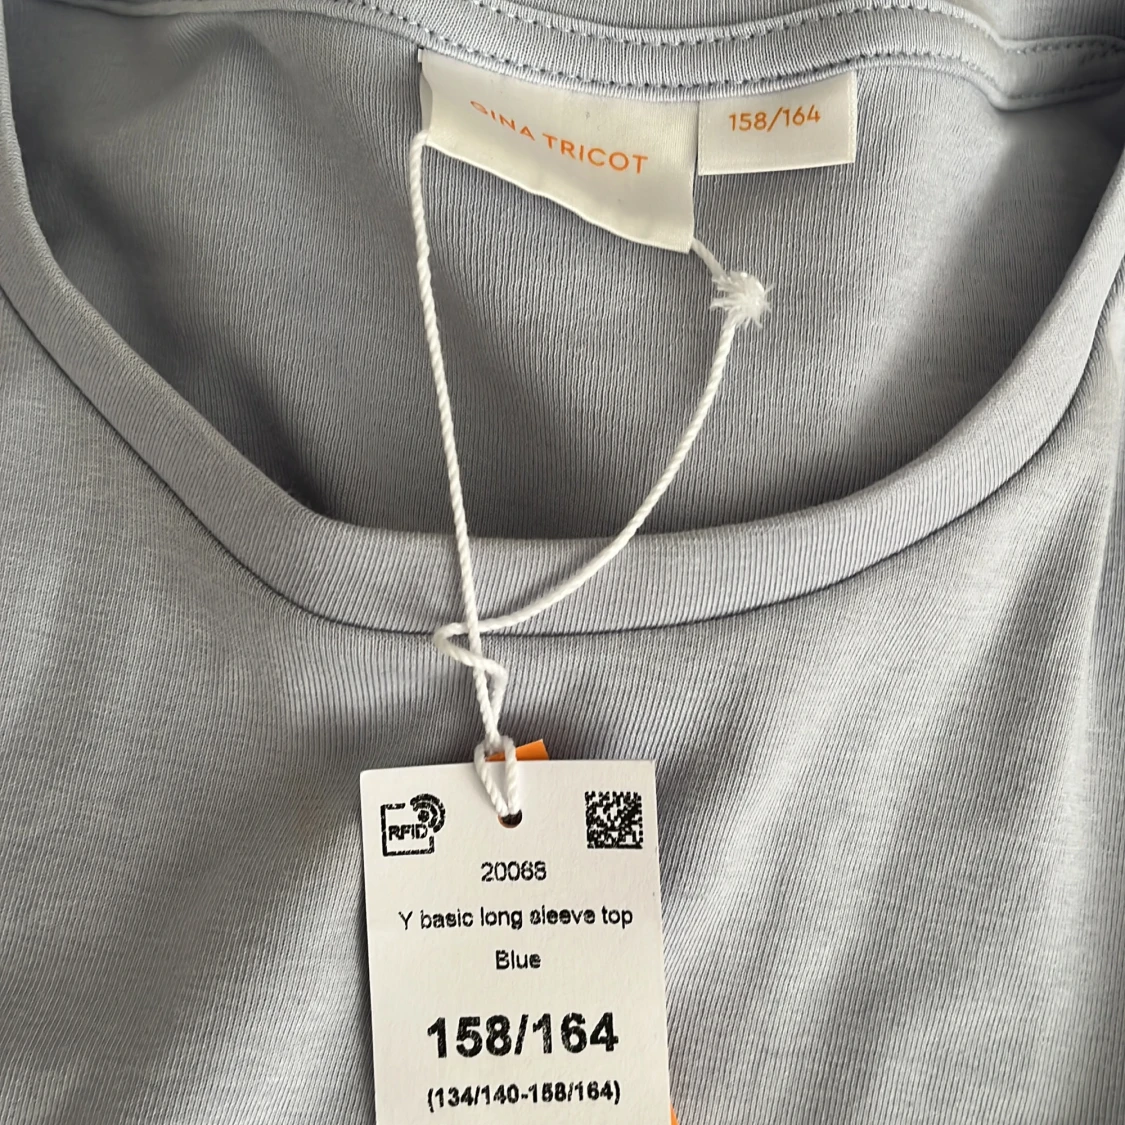 GINA TRICOT
158/164
RFID
20068
Y basic long sleeve top
Blue
158/164
(134/140-158/164)